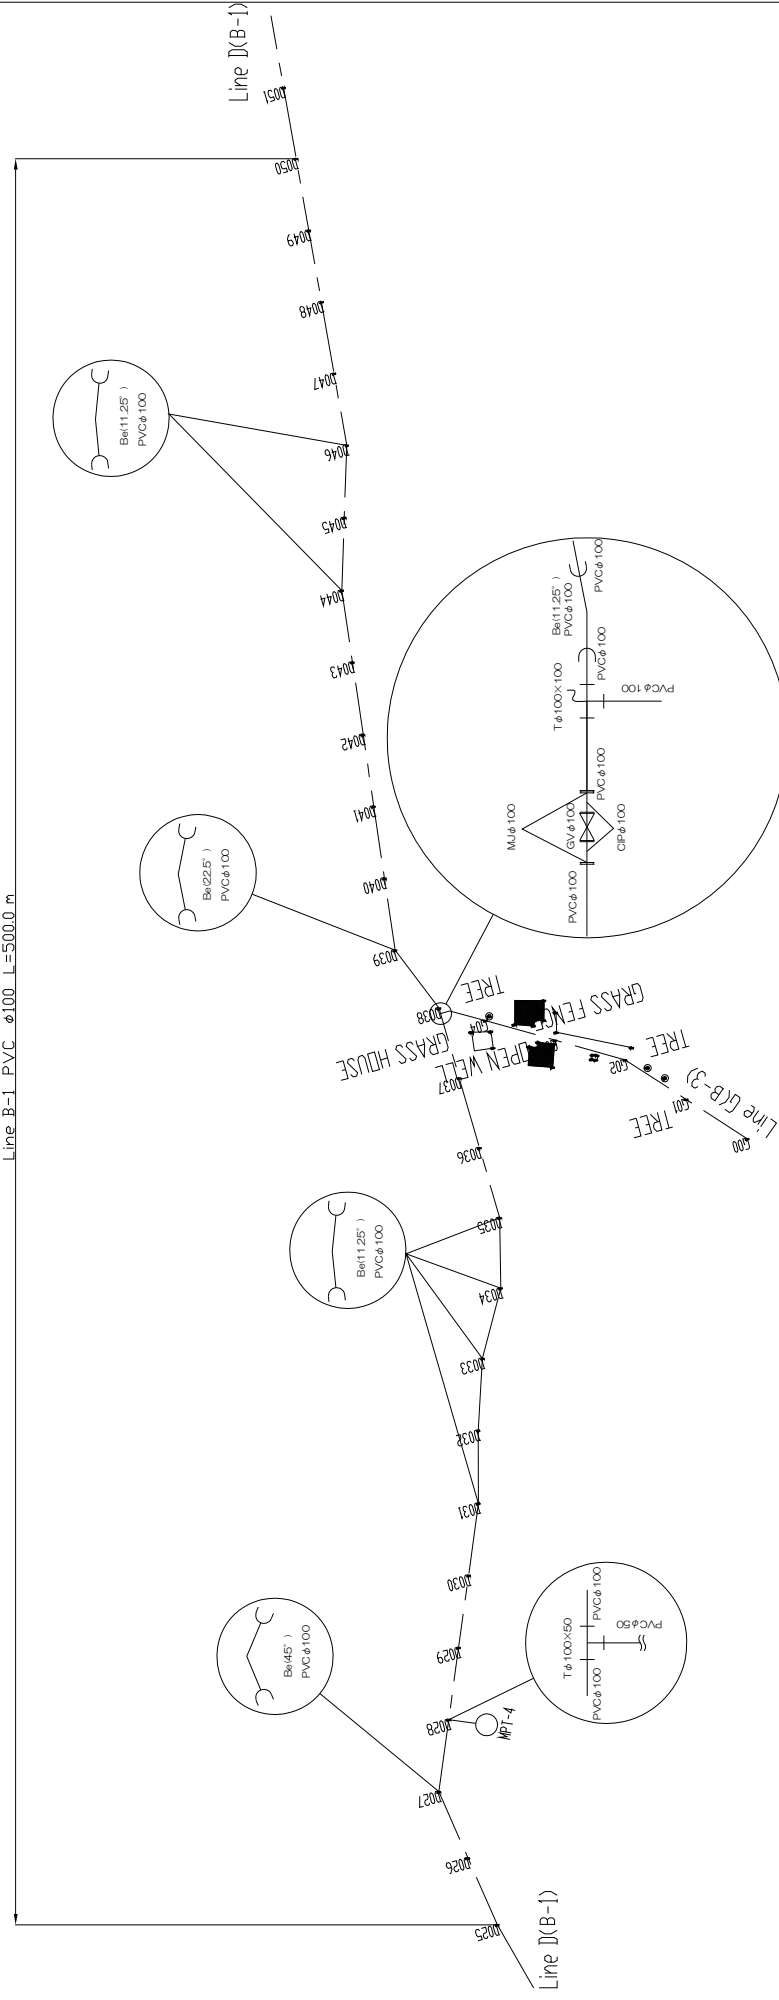 Line D(B-1)
D051
D050
D049
D048
D047
D046
D045
D044
D043
D042
D041
D040
D039
D038
D037
D036
D035
D034
D033
D032
D031
D030
D029
D028
D027
D026
D025
Line D(B-1)
Line B-1 PVC φ100 L=500.0 m
Be(11.25°)
PVCφ100
Be(22.5°)
PVCφ100
Be(11.25°)
PVCφ100
Be(45°)
PVCφ100
Be(11.25°)
PVCφ100
PVCφ100
PVCφ100
Tφ100×100
PVCφ100
PVCφ100
MJφ100
GVφ100
CIPφ100
PVCφ100
TREE
G04
GRASS FENCE
GRASS HOUSE
OPEN WELL
TREE
G02
Line G(B-3)
G01
TREE
G00
Tφ100×50
PVCφ100
PVCφ100
PVCφ50
MPT-4